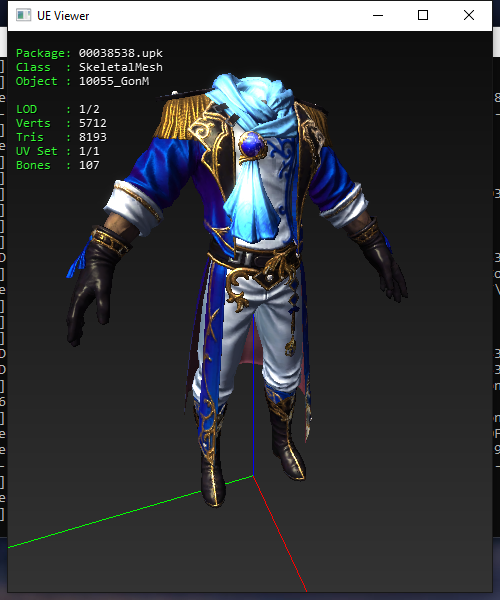 UE Viewer
Package: 00038538.upk
Class : SkeletalMesh
Object : 10055_GonM
LOD : 1/2
Verts : 5712
Tris : 8193
UV Set : 1/1
Bones : 107